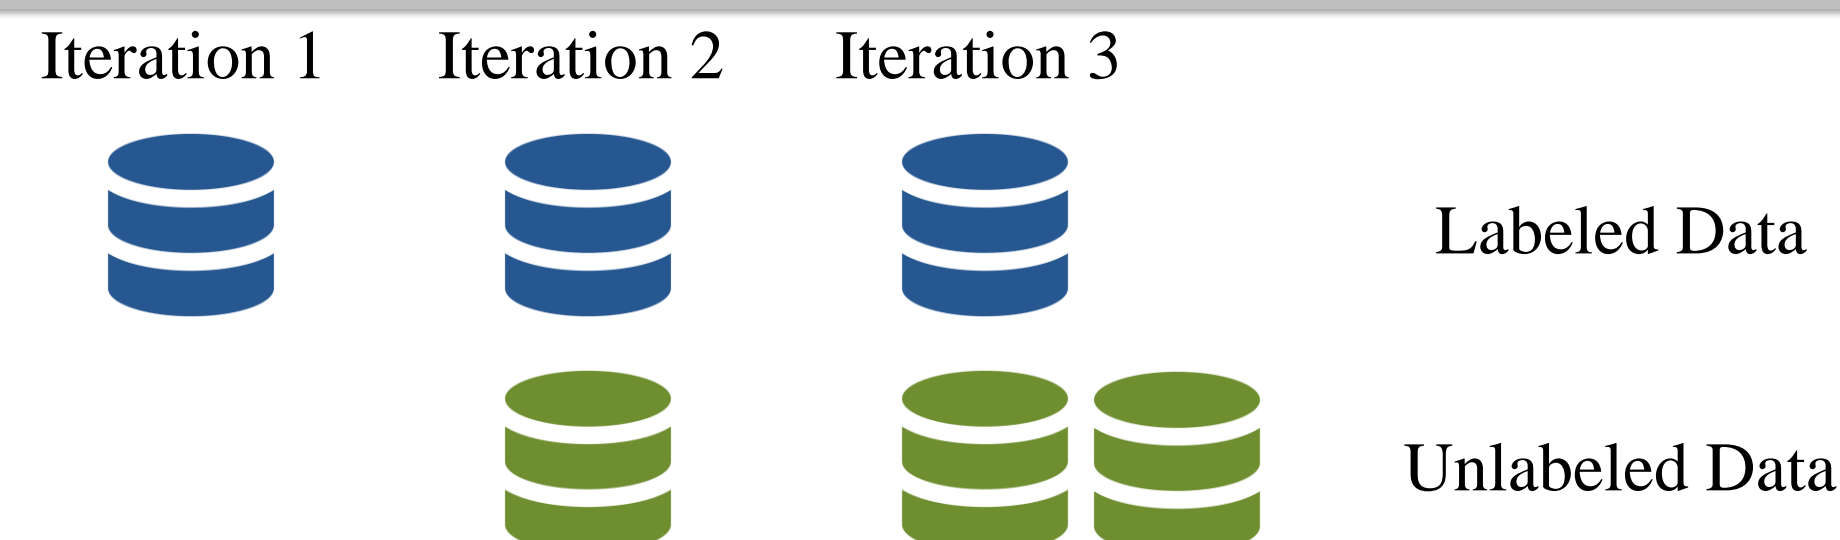 Iteration 1
Iteration 2
Iteration 3
Labeled Data
Unlabeled Data